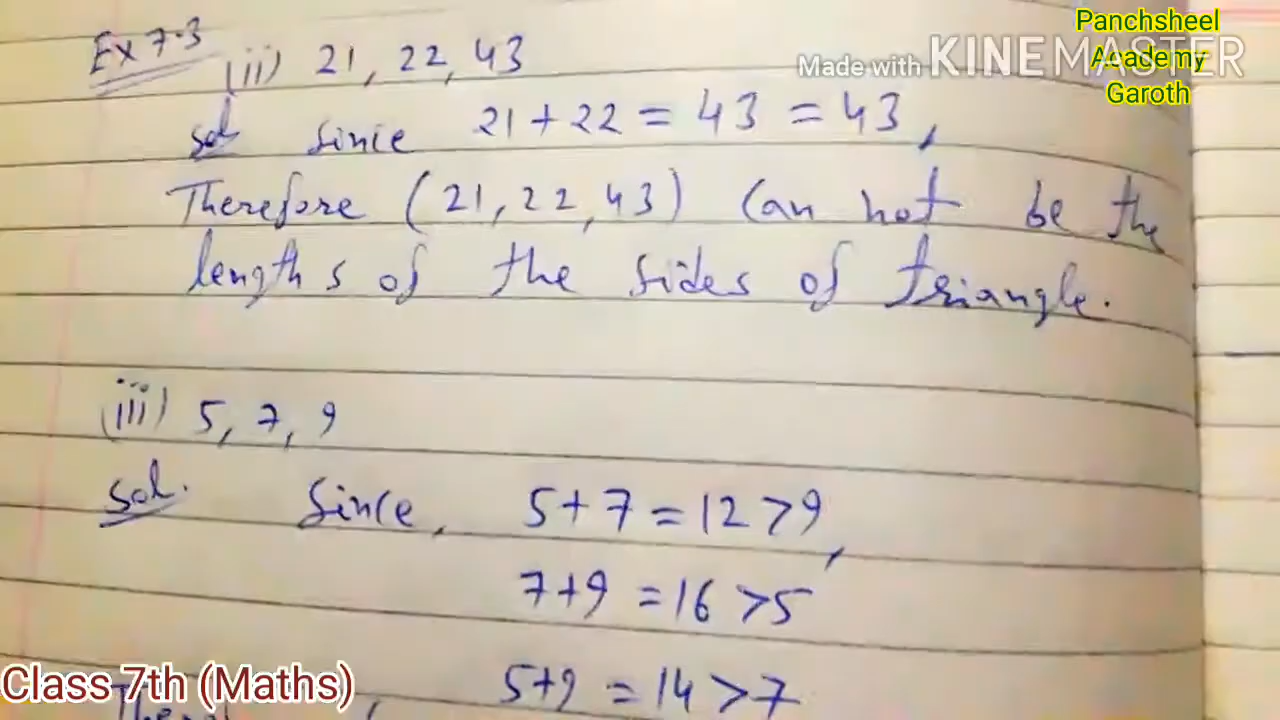 Ex 7.3
(ii) 21, 22, 43
Sol Since 21 + 22 = 43 = 43,
Therefore (21, 22, 43) Can not be the
lengths of the sides of triangle.
(iii) 5, 7, 9
Sol. Since, 5 + 7 = 12 > 9,
7 + 9 = 16 > 5
5 + 9 = 14 > 7
Made with KINEMASTER
Panchsheel
Academy
Garoth
Class 7th (Maths)